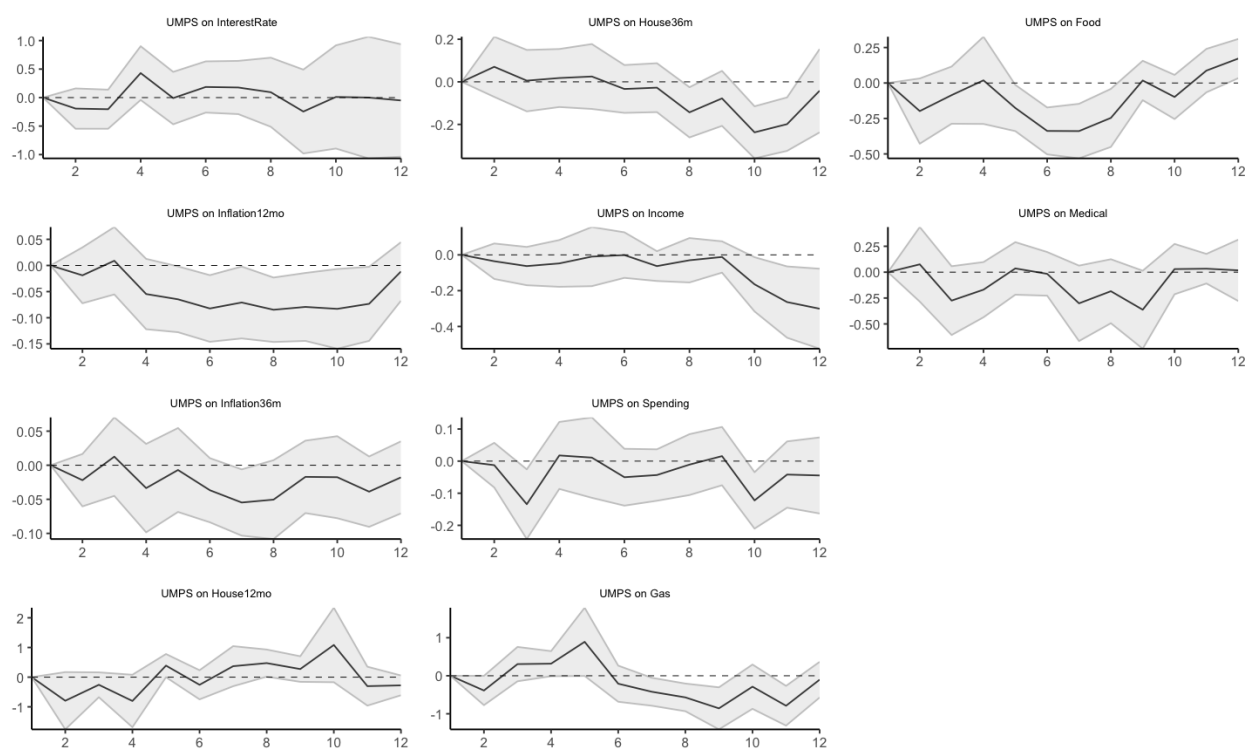 UMPS on InterestRate
1.0
0.5
0.0
-0.5
-1.0
2 4 6 8 10 12
UMPS on House36m
0.2
0.0
-0.2
2 4 6 8 10 12
UMPS on Food
0.25
0.00
-0.25
-0.50
2 4 6 8 10 12
UMPS on Inflation12mo
0.05
0.00
-0.05
-0.10
-0.15
2 4 6 8 10 12
UMPS on Income
0.0
-0.2
-0.4
2 4 6 8 10 12
UMPS on Medical
0.25
0.00
-0.25
-0.50
2 4 6 8 10 12
UMPS on Inflation36m
0.05
0.00
-0.05
-0.10
2 4 6 8 10 12
UMPS on Spending
0.1
0.0
-0.1
-0.2
2 4 6 8 10 12
UMPS on House12mo
2
1
0
-1
2 4 6 8 10 12
UMPS on Gas
1
0
-1
2 4 6 8 10 12